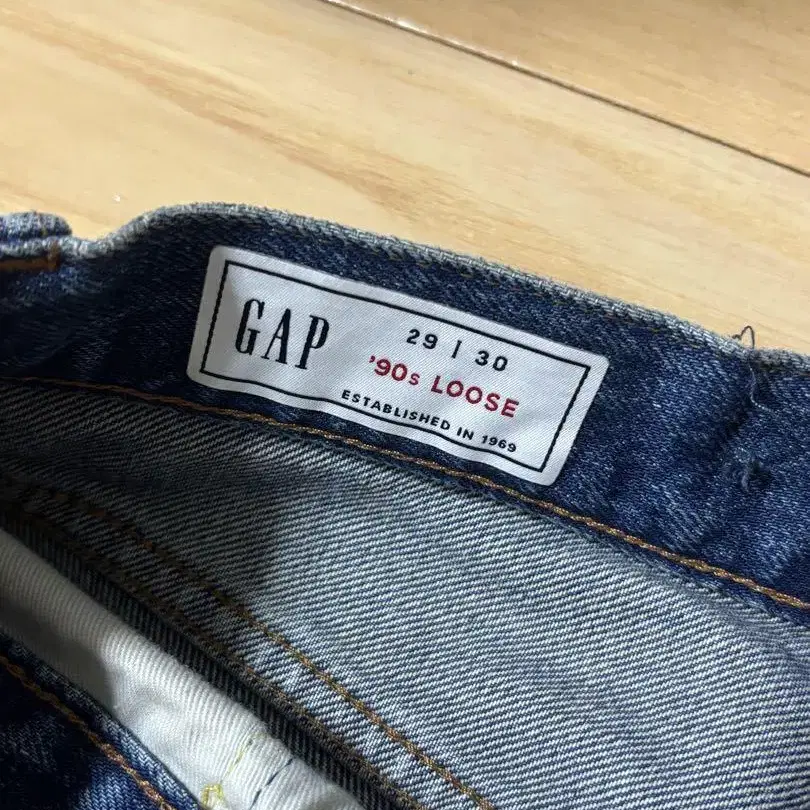 GAP
29 | 30
'90s LOOSE
ESTABLISHED IN 1969